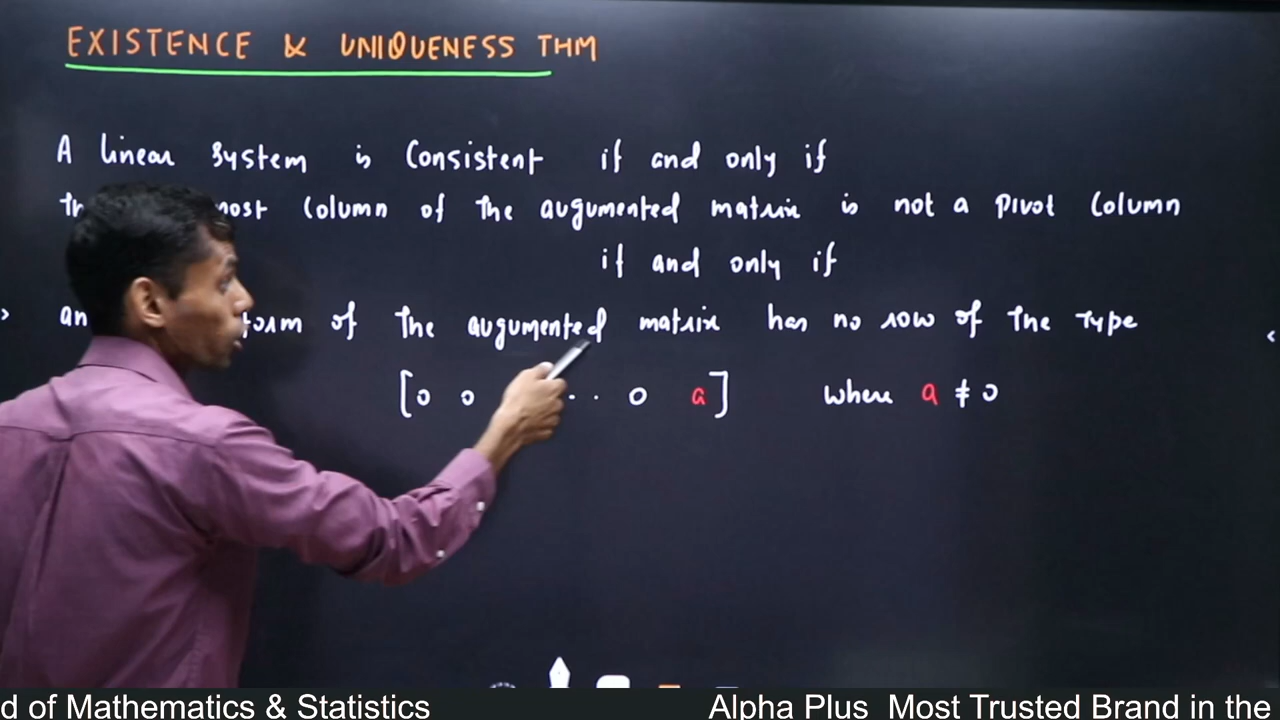 EXISTENCE & UNIQUENESS THM
A linear system is consistent if and only if
column of the augumented matrix is not a pivot column
if and only if
an of the augumented matrix has no row of the type
[0 0 .. 0 a] where a ≠ 0
d of Mathematics & Statistics Alpha Plus Most Trusted Brand in the